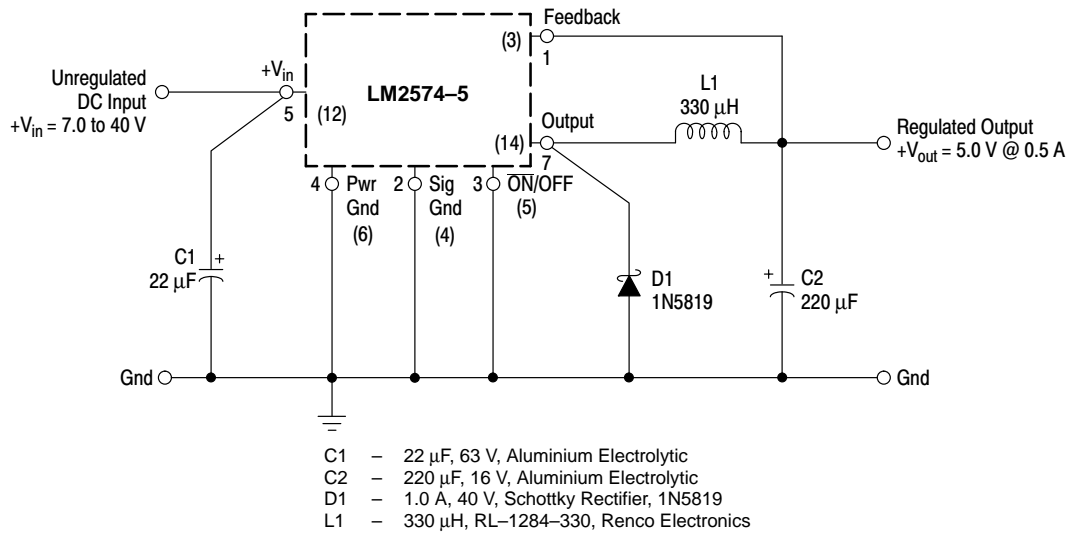 Feedback
(3)
1
Unregulated
DC Input
+Vin = 7.0 to 40 V
+Vin
5
(12)
LM2574–5
L1
330 μH
Output
(14)
7
Regulated Output
+Vout = 5.0 V @ 0.5 A
4 Pwr
Gnd
(6)
2 Sig
Gnd
(4)
3 O̅N̅/OFF
(5)
C1
22 μF
+
D1
1N5819
+
C2
220 μF
Gnd
Gnd
C1 – 22 μF, 63 V, Aluminium Electrolytic
C2 – 220 μF, 16 V, Aluminium Electrolytic
D1 – 1.0 A, 40 V, Schottky Rectifier, 1N5819
L1 – 330 μH, RL–1284–330, Renco Electronics